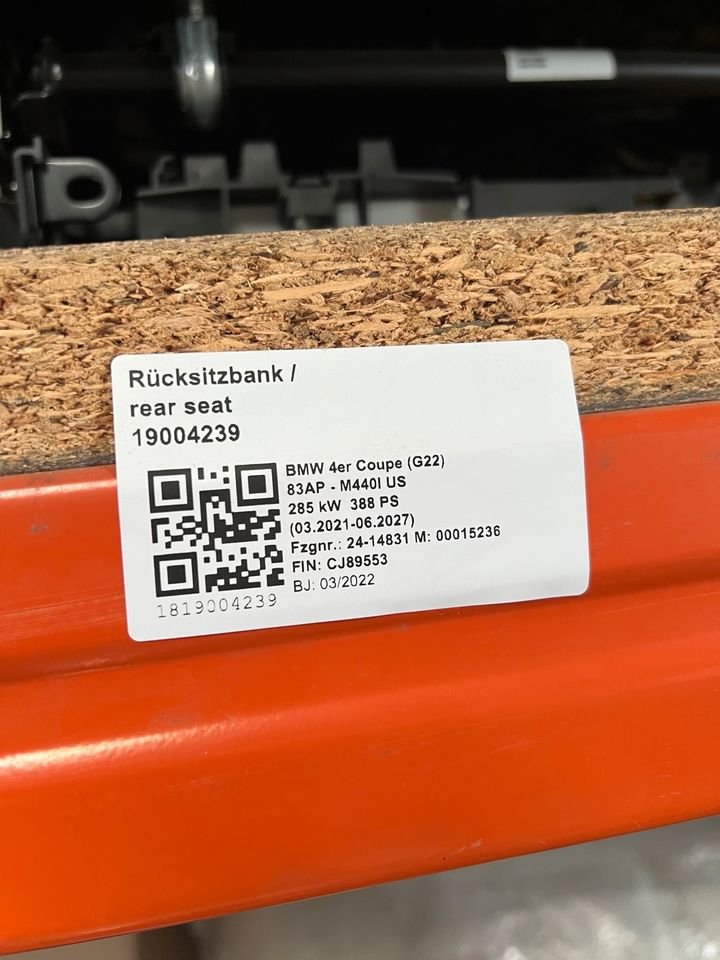 Rücksitzbank /
rear seat
19004239
BMW 4er Coupe (G22)
83AP - M440I US
285 kW 388 PS
(03.2021-06.2027)
Fzgnr.: 24-14831 M: 00015236
FIN: CJ89553
BJ: 03/2022
1819004239